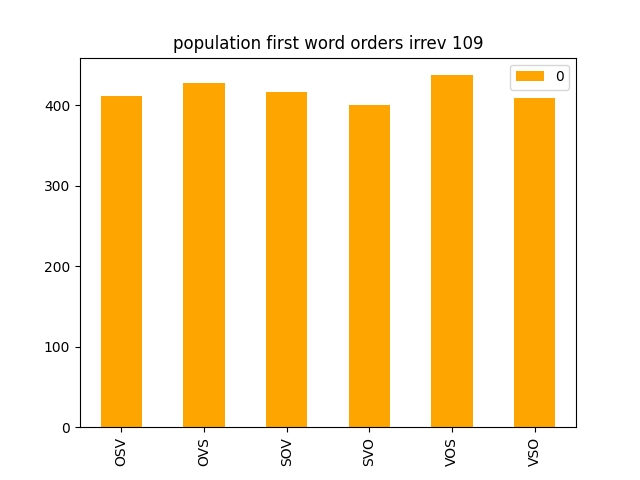 population first word orders irrev 109
0
400
300
200
100
0
OSV
OVS
SOV
SVO
VOS
VSO